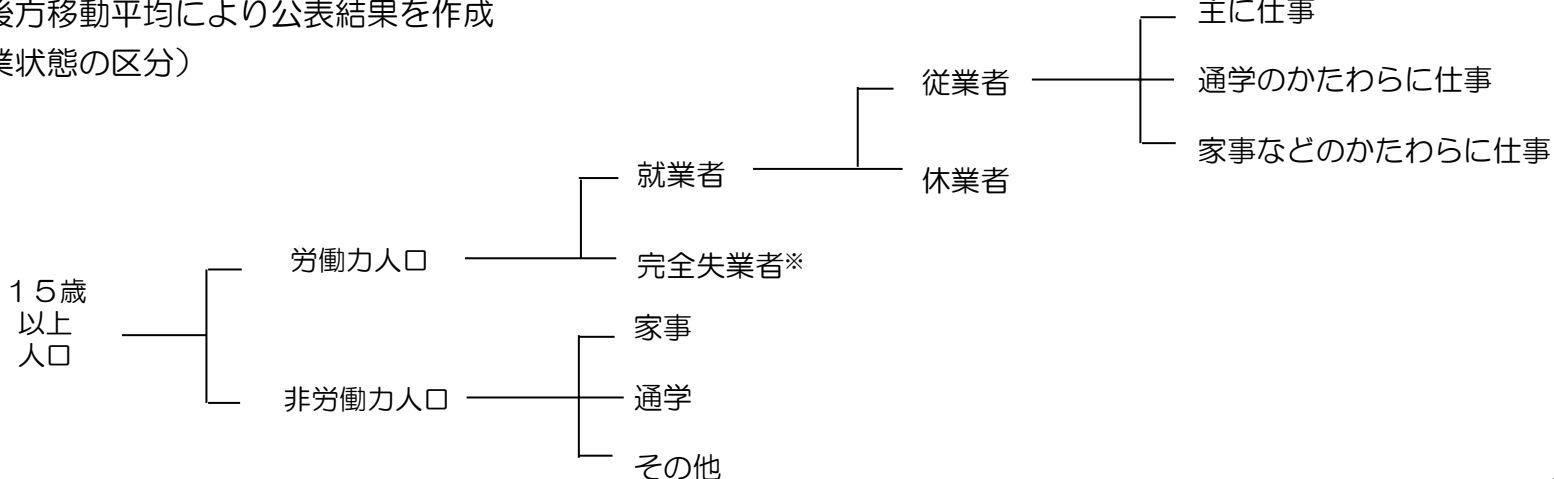 後方移動平均により公表結果を作成
業状態の区分）
主に仕事
従業者
通学のかたわらに仕事
家事などのかたわらに仕事
就業者
休業者
労働力人口
完全失業者※
１５歳
以上
人口
家事
非労働力人口
通学
その他